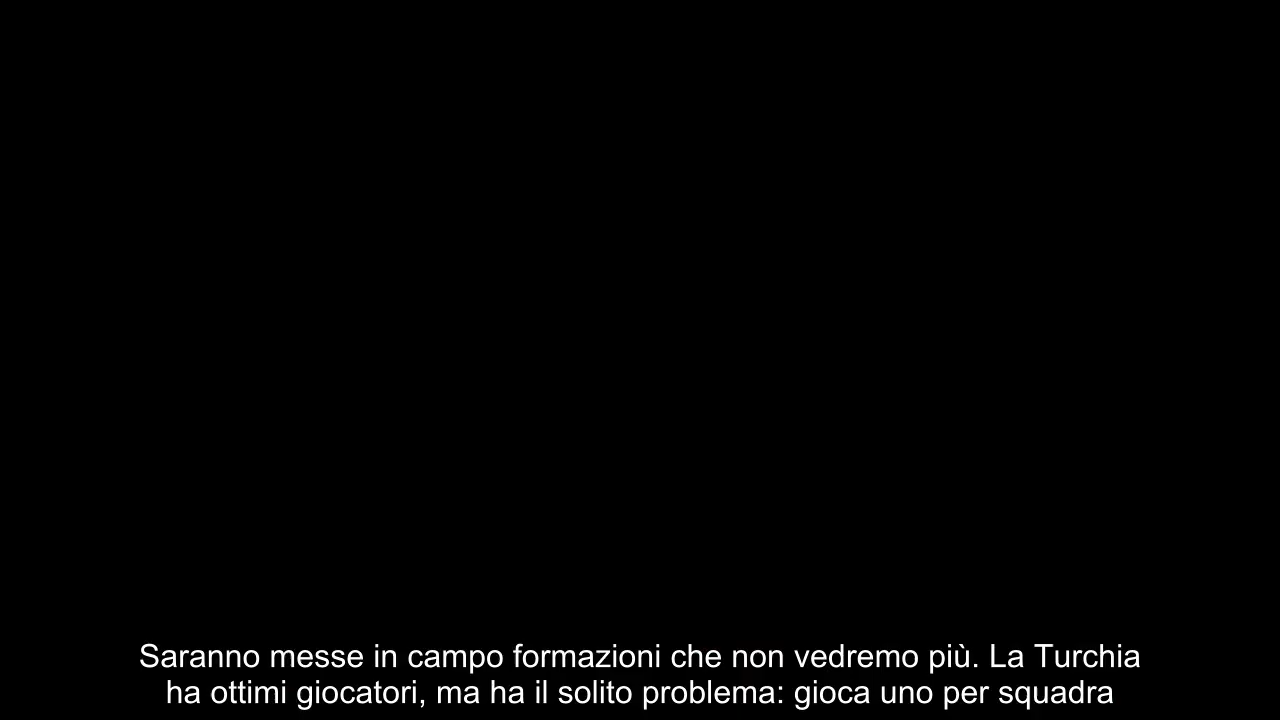 Saranno messe in campo formazioni che non vedremo più. La Turchia
ha ottimi giocatori, ma ha il solito problema: gioca uno per squadra